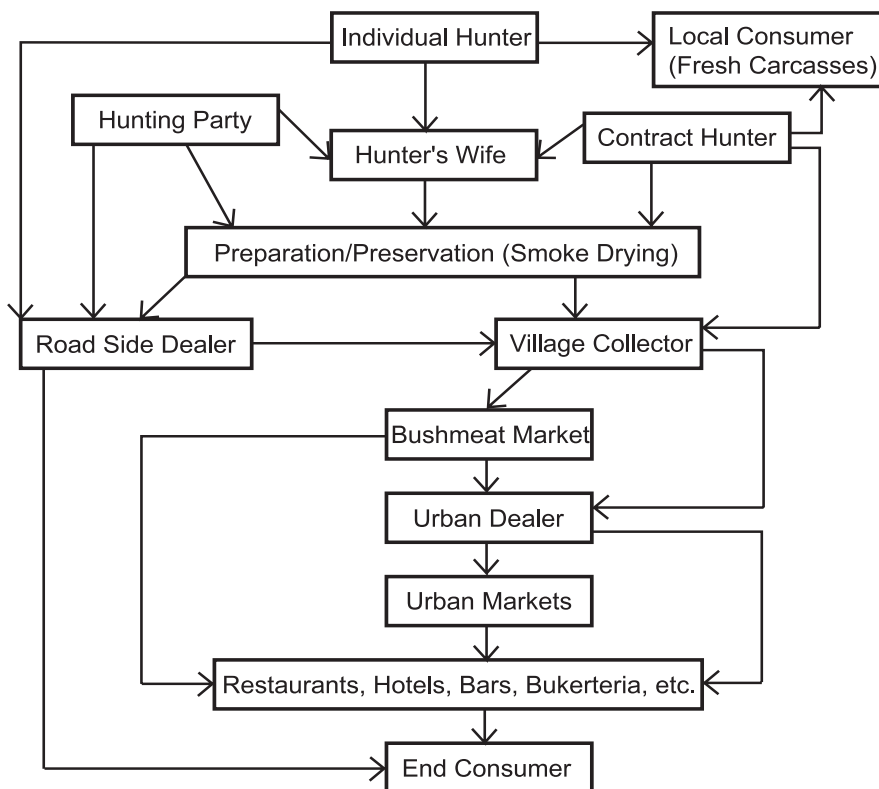 Individual Hunter
Local Consumer
(Fresh Carcasses)
Hunting Party
Contract Hunter
Hunter's Wife
Preparation/Preservation (Smoke Drying)
Road Side Dealer
Village Collector
Bushmeat Market
Urban Dealer
Urban Markets
Restaurants, Hotels, Bars, Bukerteria, etc.
End Consumer